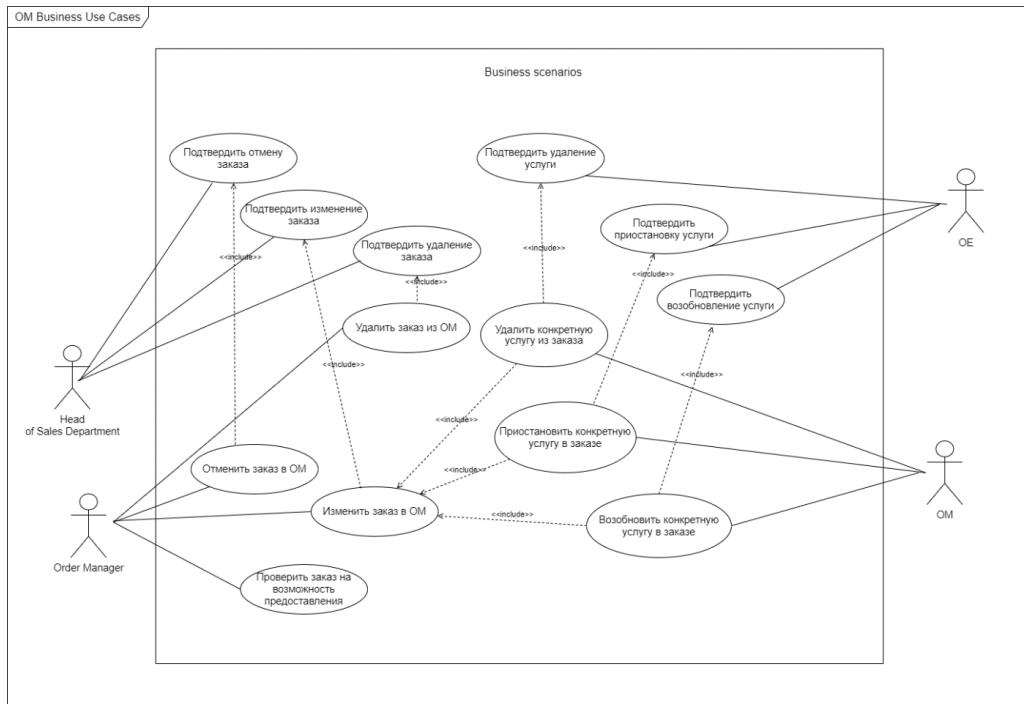 OM Business Use Cases
Business scenarios
Подтвердить отмену
заказа
Подтвердить удаление
услуги
Подтвердить изменение
заказа
Подтвердить
приостановку услуги
Подтвердить удаление
заказа
OE
<<include>>
<<include>>
<<include>>
<<include>>
Подтвердить
возобновление услуги
Удалить заказ из ОМ
Удалить конкретную
услугу из заказа
<<include>>
<<include>>
Head
of Sales Department
<<include>>
Приостановить конкретную
услугу в заказе
Отменить заказ в ОМ
<<include>>
OM
Изменить заказ в ОМ
<<include>>
Возобновить конкретную
услугу в заказе
Order Manager
Проверить заказ на
возможность
предоставления